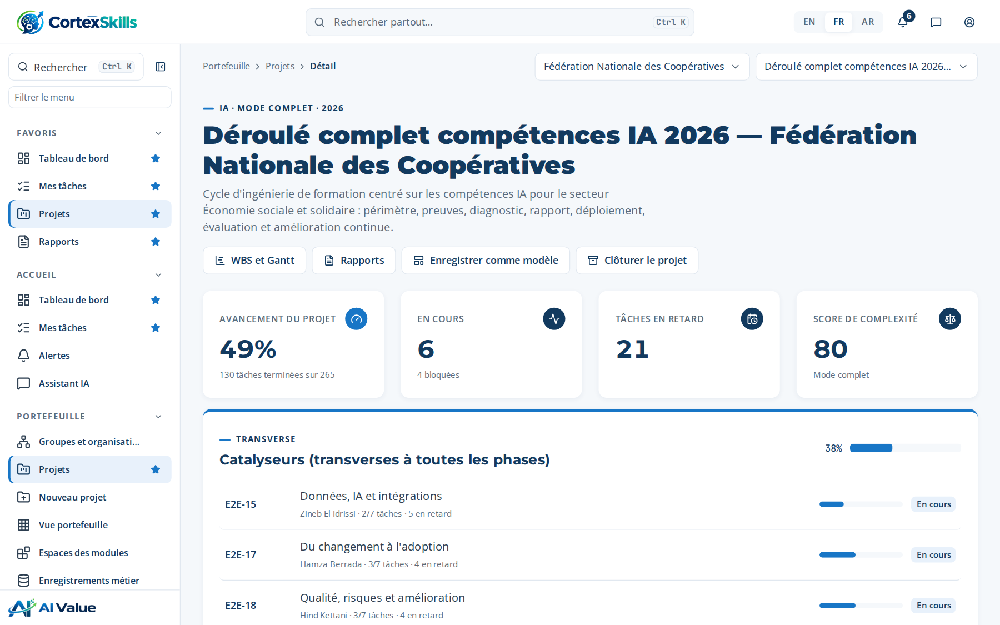 CortexSkills
Rechercher partout...
Ctrl K
EN
FR
AR
6
Rechercher
Ctrl K
Filtrer le menu
FAVORIS
Tableau de bord
Mes tâches
Projets
Rapports
ACCUEIL
Tableau de bord
Mes tâches
Alertes
Assistant IA
PORTEFEUILLE
Groupes et organisati...
Projets
Nouveau projet
Vue portefeuille
Espaces des modules
Enregistrements métier
AI Value
Portefeuille > Projets > Détail
Fédération Nationale des Coopératives
Déroulé complet compétences IA 2026...
IA · MODE COMPLET · 2026
Déroulé complet compétences IA 2026 — Fédération
Nationale des Coopératives
Cycle d'ingénierie de formation centré sur les compétences IA pour le secteur
Économie sociale et solidaire : périmètre, preuves, diagnostic, rapport, déploiement,
évaluation et amélioration continue.
WBS et Gantt
Rapports
Enregistrer comme modèle
Clôturer le projet
AVANCEMENT DU PROJET
49%
130 tâches terminées sur 265
EN COURS
6
4 bloquées
TÂCHES EN RETARD
21
SCORE DE COMPLEXITÉ
80
Mode complet
TRANSVERSE
Catalyseurs (transverses à toutes les phases)
38%
E2E-15
Données, IA et intégrations
Zineb El Idrissi · 2/7 tâches · 5 en retard
En cours
E2E-17
Du changement à l'adoption
Hamza Berrada · 3/7 tâches · 4 en retard
En cours
E2E-18
Qualité, risques et amélioration
Hind Kettani · 3/7 tâches · 4 en retard
En cours